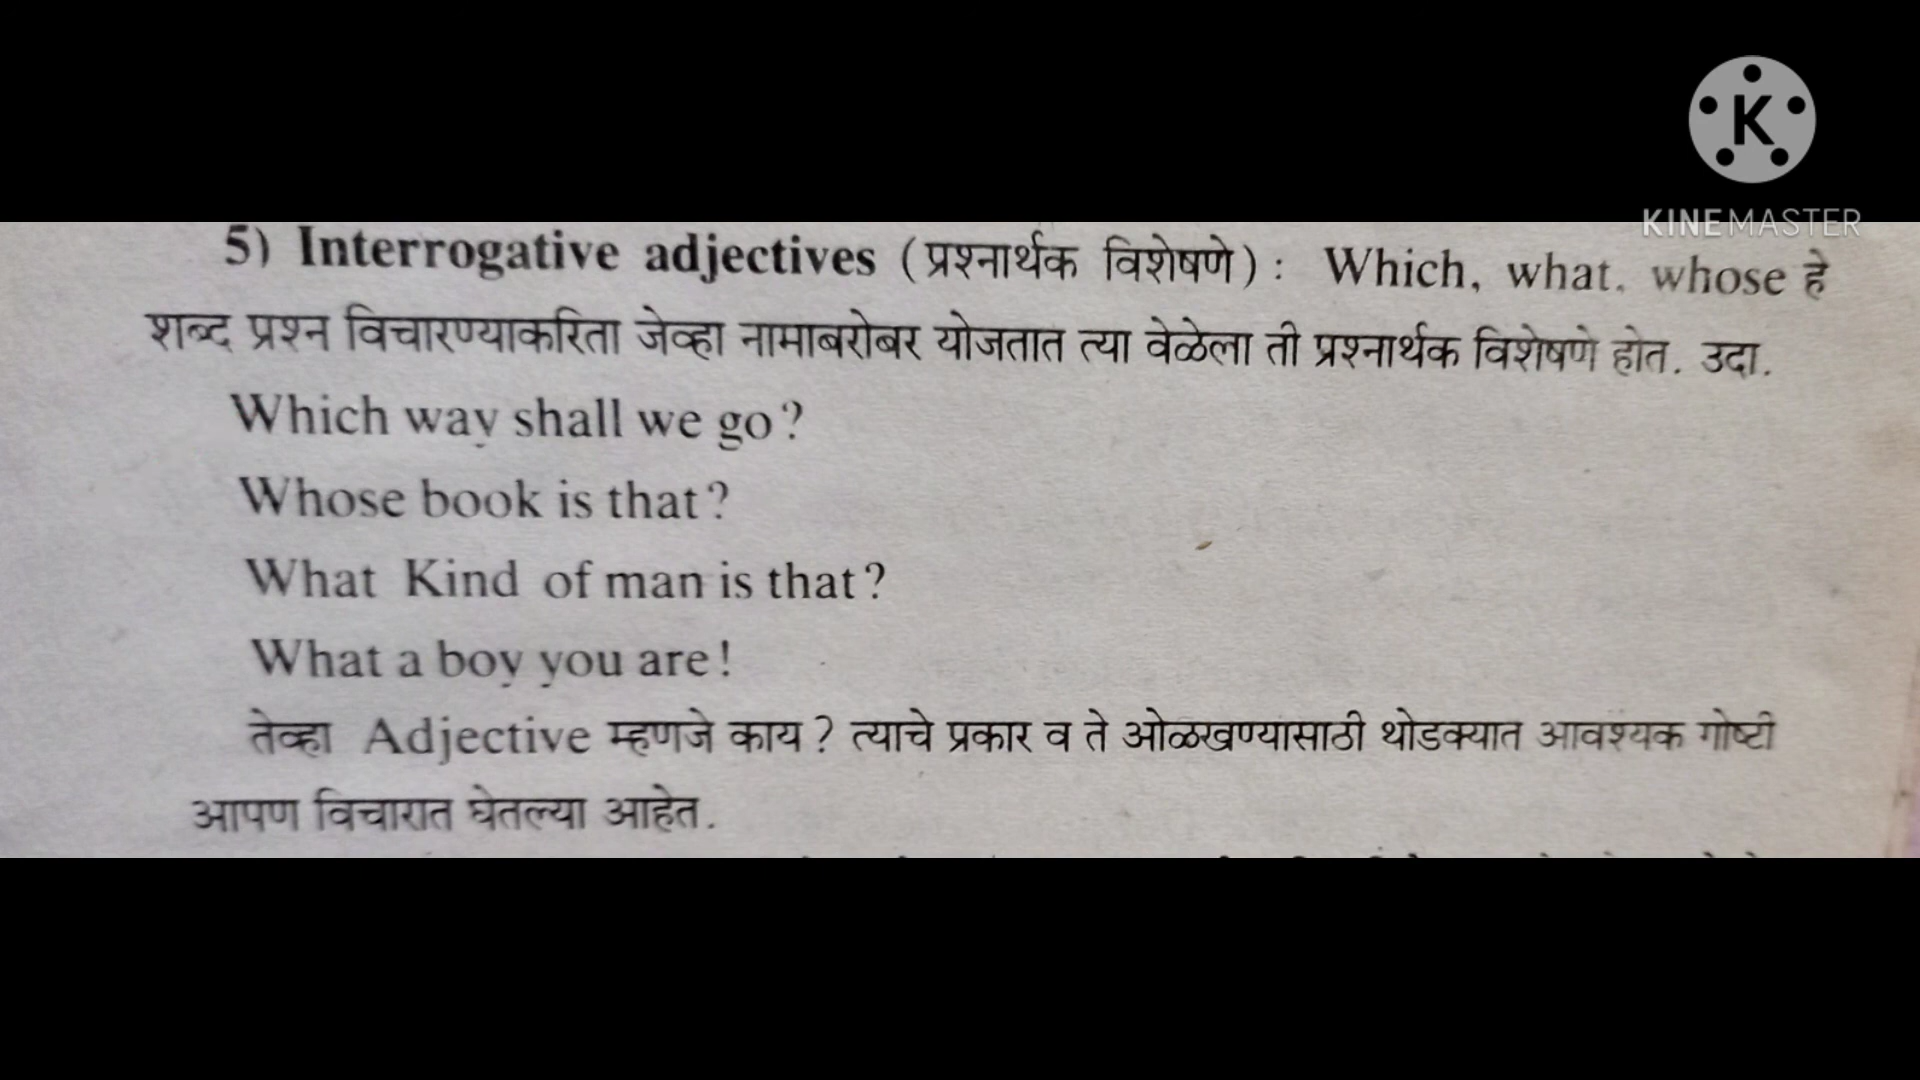 KINEMASTER
5) Interrogative adjectives (प्रश्नार्थक विशेषणे) : Which, what, whose हे
शब्द प्रश्न विचारण्याकरिता जेव्हा नामाबरोबर योजतात त्या वेळेला ती प्रश्नार्थक विशेषणे होत. उदा.
Which way shall we go?
Whose book is that?
What Kind of man is that?
What a boy you are!
तेव्हा Adjective म्हणजे काय? त्याचे प्रकार व ते ओळखण्यासाठी थोडक्यात आवश्यक गोष्टी
आपण विचारात घेतल्या आहेत.